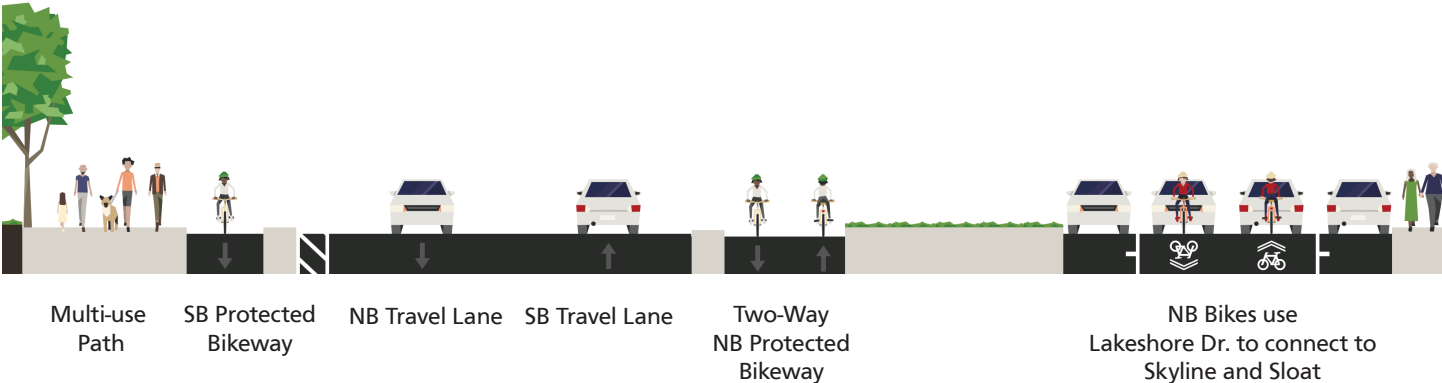 Multi-use
Path
SB Protected
Bikeway
NB Travel Lane
SB Travel Lane
Two-Way
NB Protected
Bikeway
NB Bikes use
Lakeshore Dr. to connect to
Skyline and Sloat